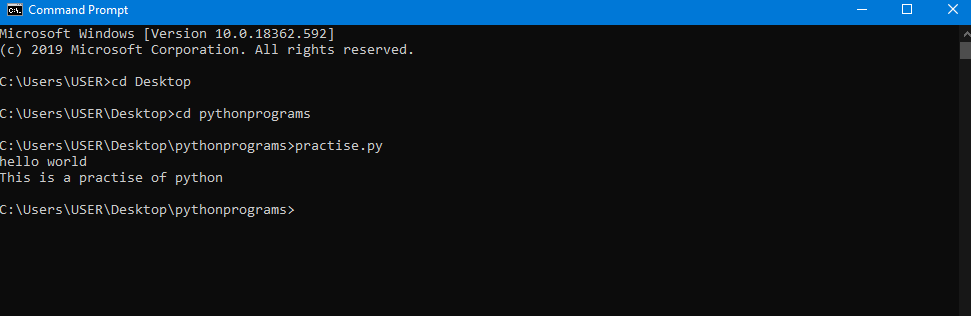 Command Prompt
Microsoft Windows [Version 10.0.18362.592]
(c) 2019 Microsoft Corporation. All rights reserved.
C:\Users\USER>cd Desktop
C:\Users\USER\Desktop>cd pythonprograms
C:\Users\USER\Desktop\pythonprograms>practise.py
hello world
This is a practise of python
C:\Users\USER\Desktop\pythonprograms>